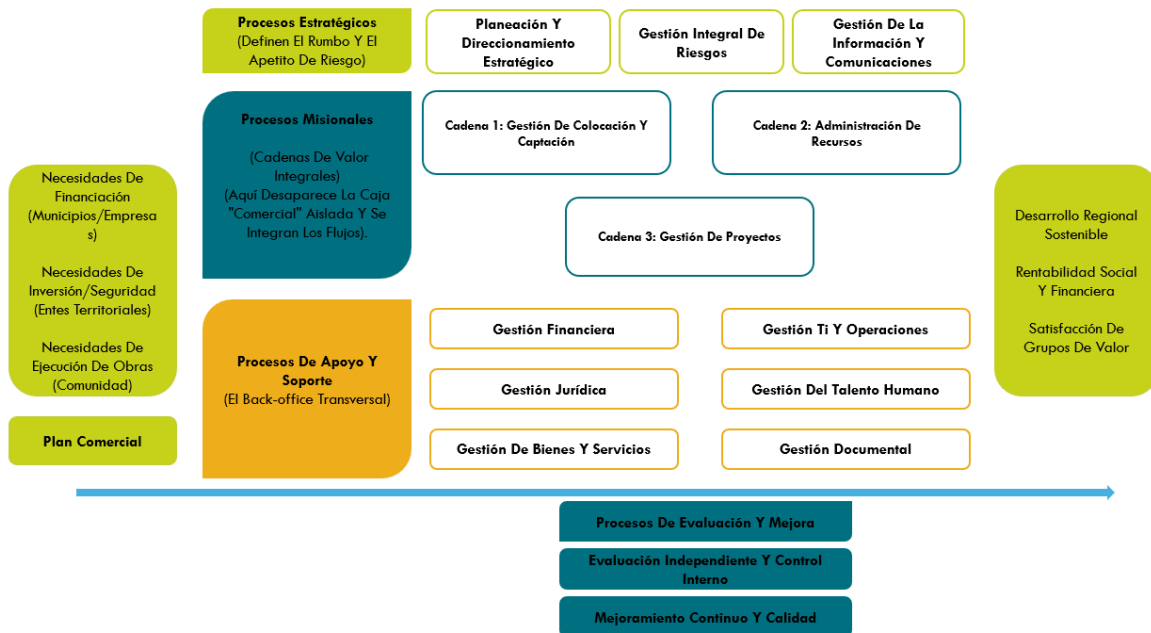 Procesos Estratégicos
(Definen El Rumbo Y El
Apetito De Riesgo)
Planeación Y
Direccionamiento
Estratégico
Gestión Integral De
Riesgos
Gestión De La
Información Y
Comunicaciones
Procesos Misionales
(Cadenas De Valor
Integrales)
(Aquí Desaparece La Caja
"Comercial" Aislada Y Se
Integran Los Flujos).
Cadena 1: Gestión De Colocación Y
Captación
Cadena 2: Administración De
Recursos
Cadena 3: Gestión De Proyectos
Necesidades De
Financiación
(Municipios/Empresa
s)
Necesidades De
Inversión/Seguridad
(Entes Territoriales)
Necesidades De
Ejecución De Obras
(Comunidad)
Plan Comercial
Procesos De Apoyo Y
Soporte
(El Back-office Transversal)
Gestión Financiera
Gestión Ti Y Operaciones
Gestión Jurídica
Gestión Del Talento Humano
Gestión De Bienes Y Servicios
Gestión Documental
Desarrollo Regional
Sostenible
Rentabilidad Social
Y Financiera
Satisfacción De
Grupos De Valor
Procesos De Evaluación Y Mejora
Evaluación Independiente Y Control
Interno
Mejoramiento Continuo Y Calidad